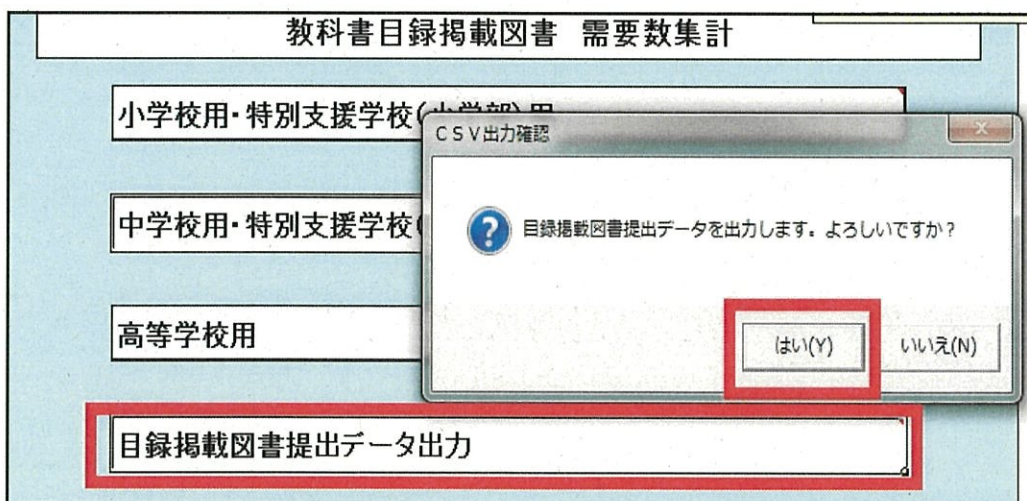 教科書目録掲載図書 需要数集計
小学校用・特別支援学校(小学部)用
CSV出力確認
中学校用・特別支援学校(
目録掲載図書提出データを出力します。よろしいですか?
高等学校用
はい(Y)
いいえ(N)
目録掲載図書提出データ出力